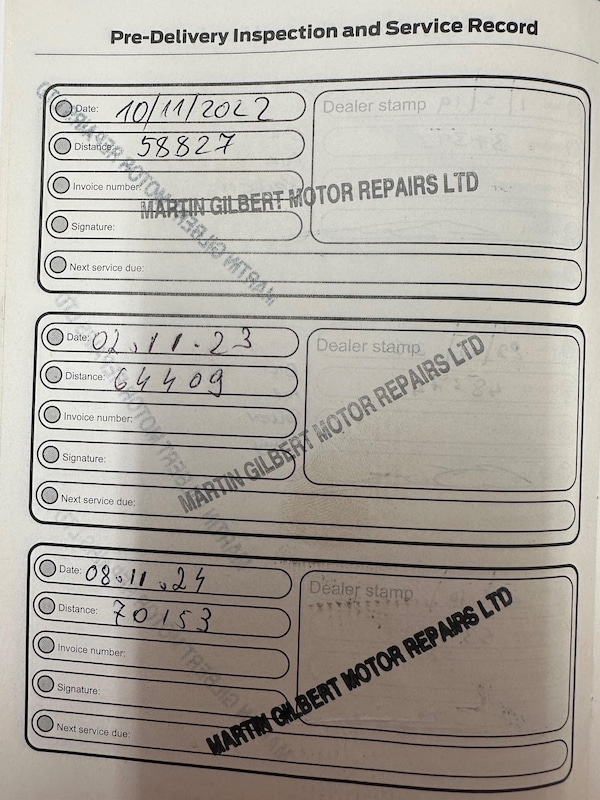 Pre-Delivery Inspection and Service Record
Date: 10/11/2022
Dealer stamp
Distance: 58827
Invoice number:
MARTIN GILBERT MOTOR REPAIRS LTD
Signature:
Next service due:
Date: 02.11.23
Dealer stamp
Distance: 64409
Invoice number:
MARTIN GILBERT MOTOR REPAIRS LTD
Signature:
Next service due:
Date: 08.11.24
Dealer stamp
Distance: 70153
Invoice number:
MARTIN GILBERT MOTOR REPAIRS LTD
Signature:
Next service due: